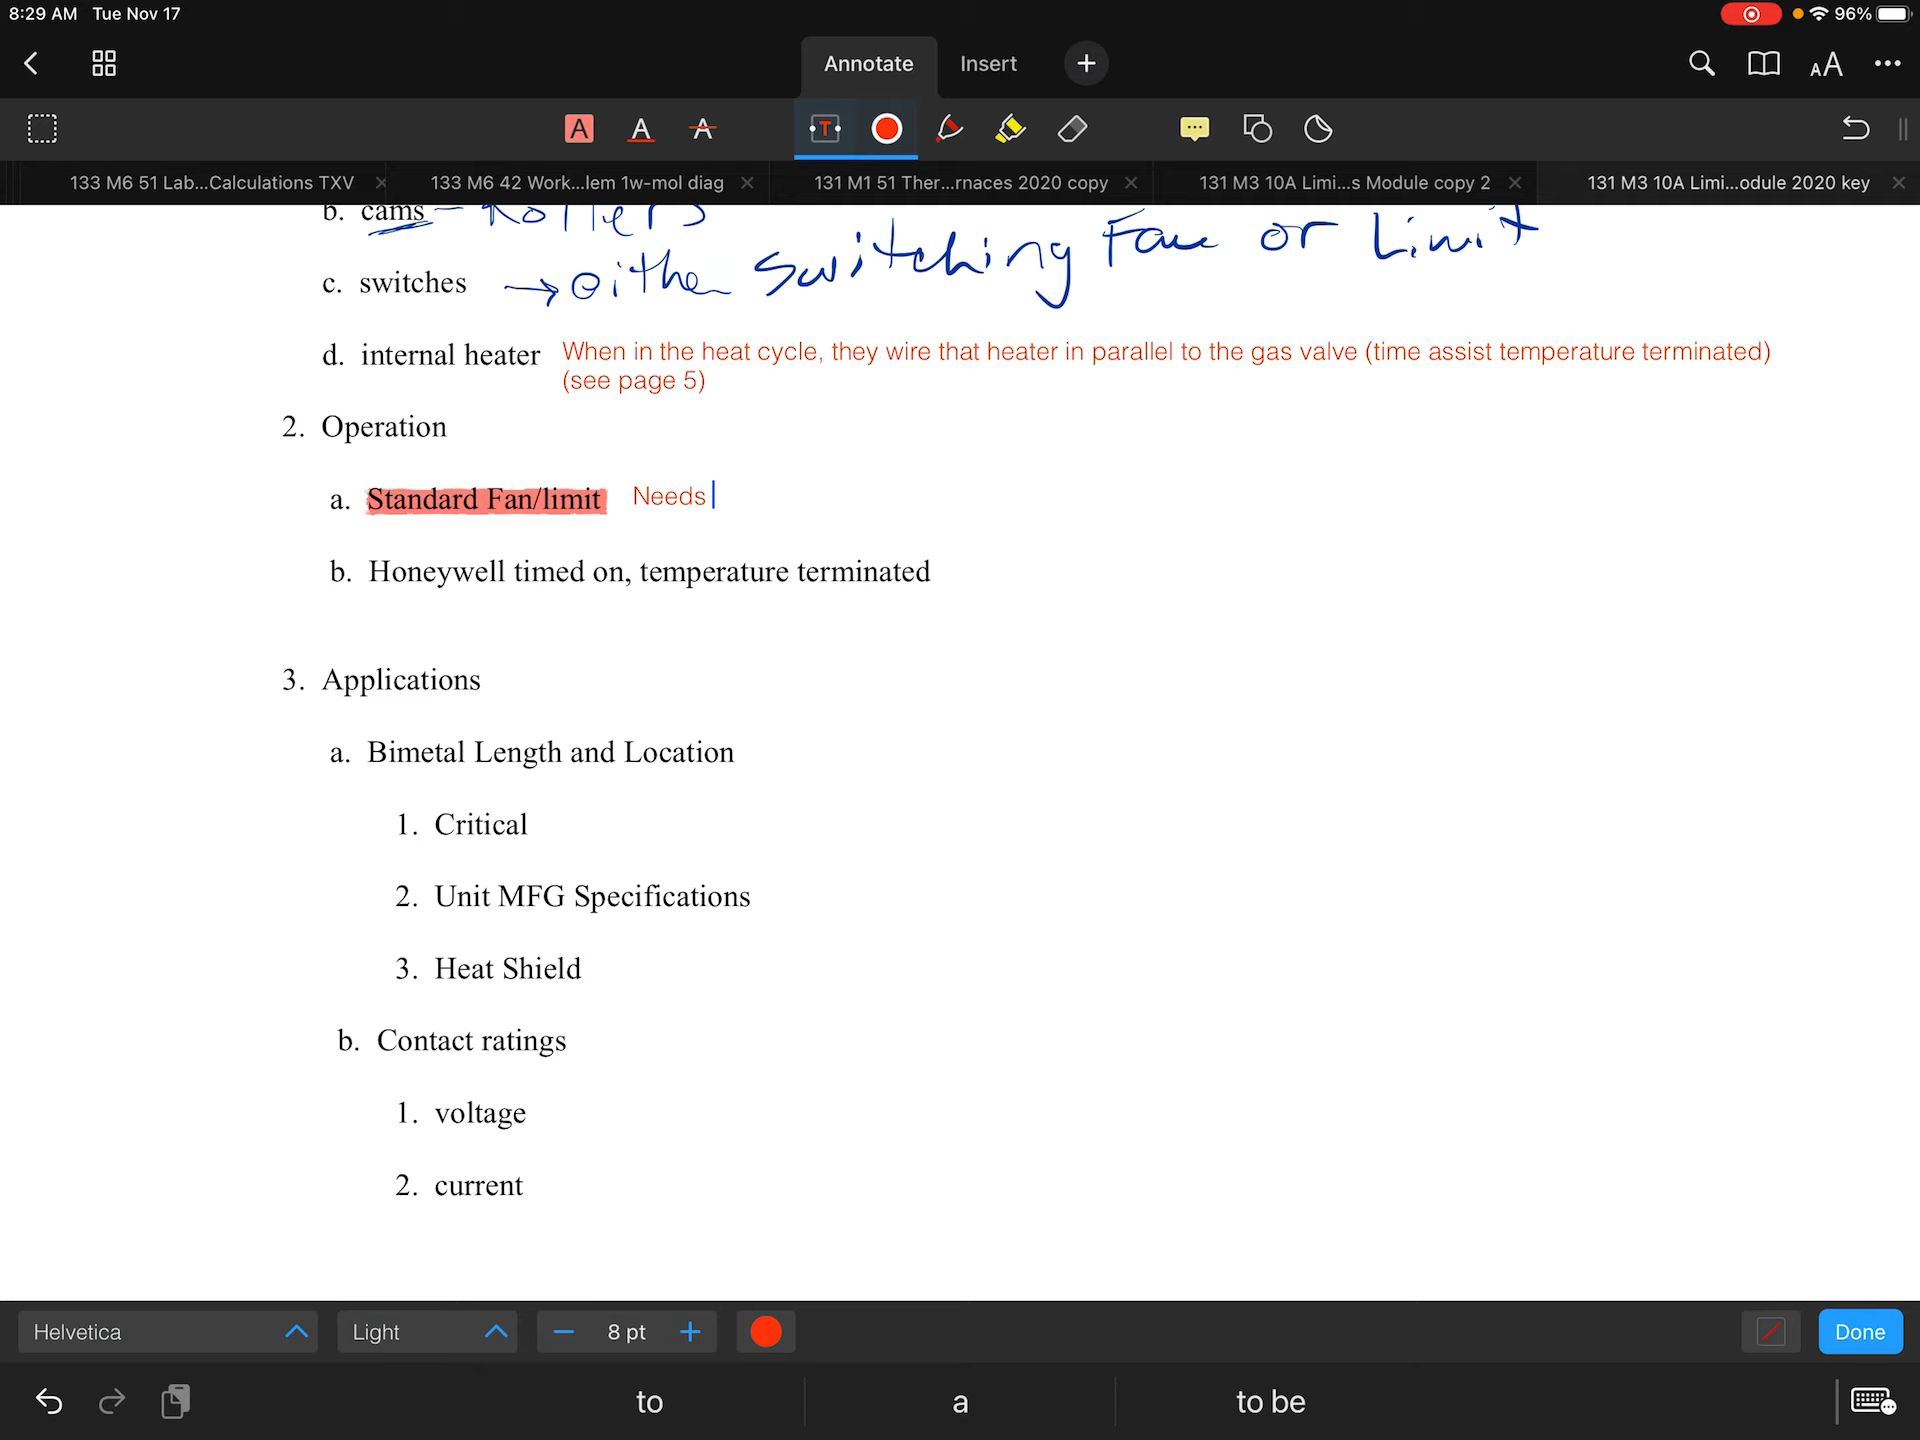 8:29 AM Tue Nov 17 96%
Annotate Insert
133 M6 51 Lab...Calculations TXV 133 M6 42 Work...lem 1w-mol diag 131 M1 51 Ther...rnaces 2020 copy 131 M3 10A Limi...s Module copy 2 131 M3 10A Limi...odule 2020 key
b. cams – Rollers
c. switches → either switching Fan or Limit
d. internal heater When in the heat cycle, they wire that heater in parallel to the gas valve (time assist temperature terminated)
(see page 5)
2. Operation
a. Standard Fan/limit Needs
b. Honeywell timed on, temperature terminated
3. Applications
a. Bimetal Length and Location
1. Critical
2. Unit MFG Specifications
3. Heat Shield
b. Contact ratings
1. voltage
2. current
Helvetica Light 8 pt Done
to a to be